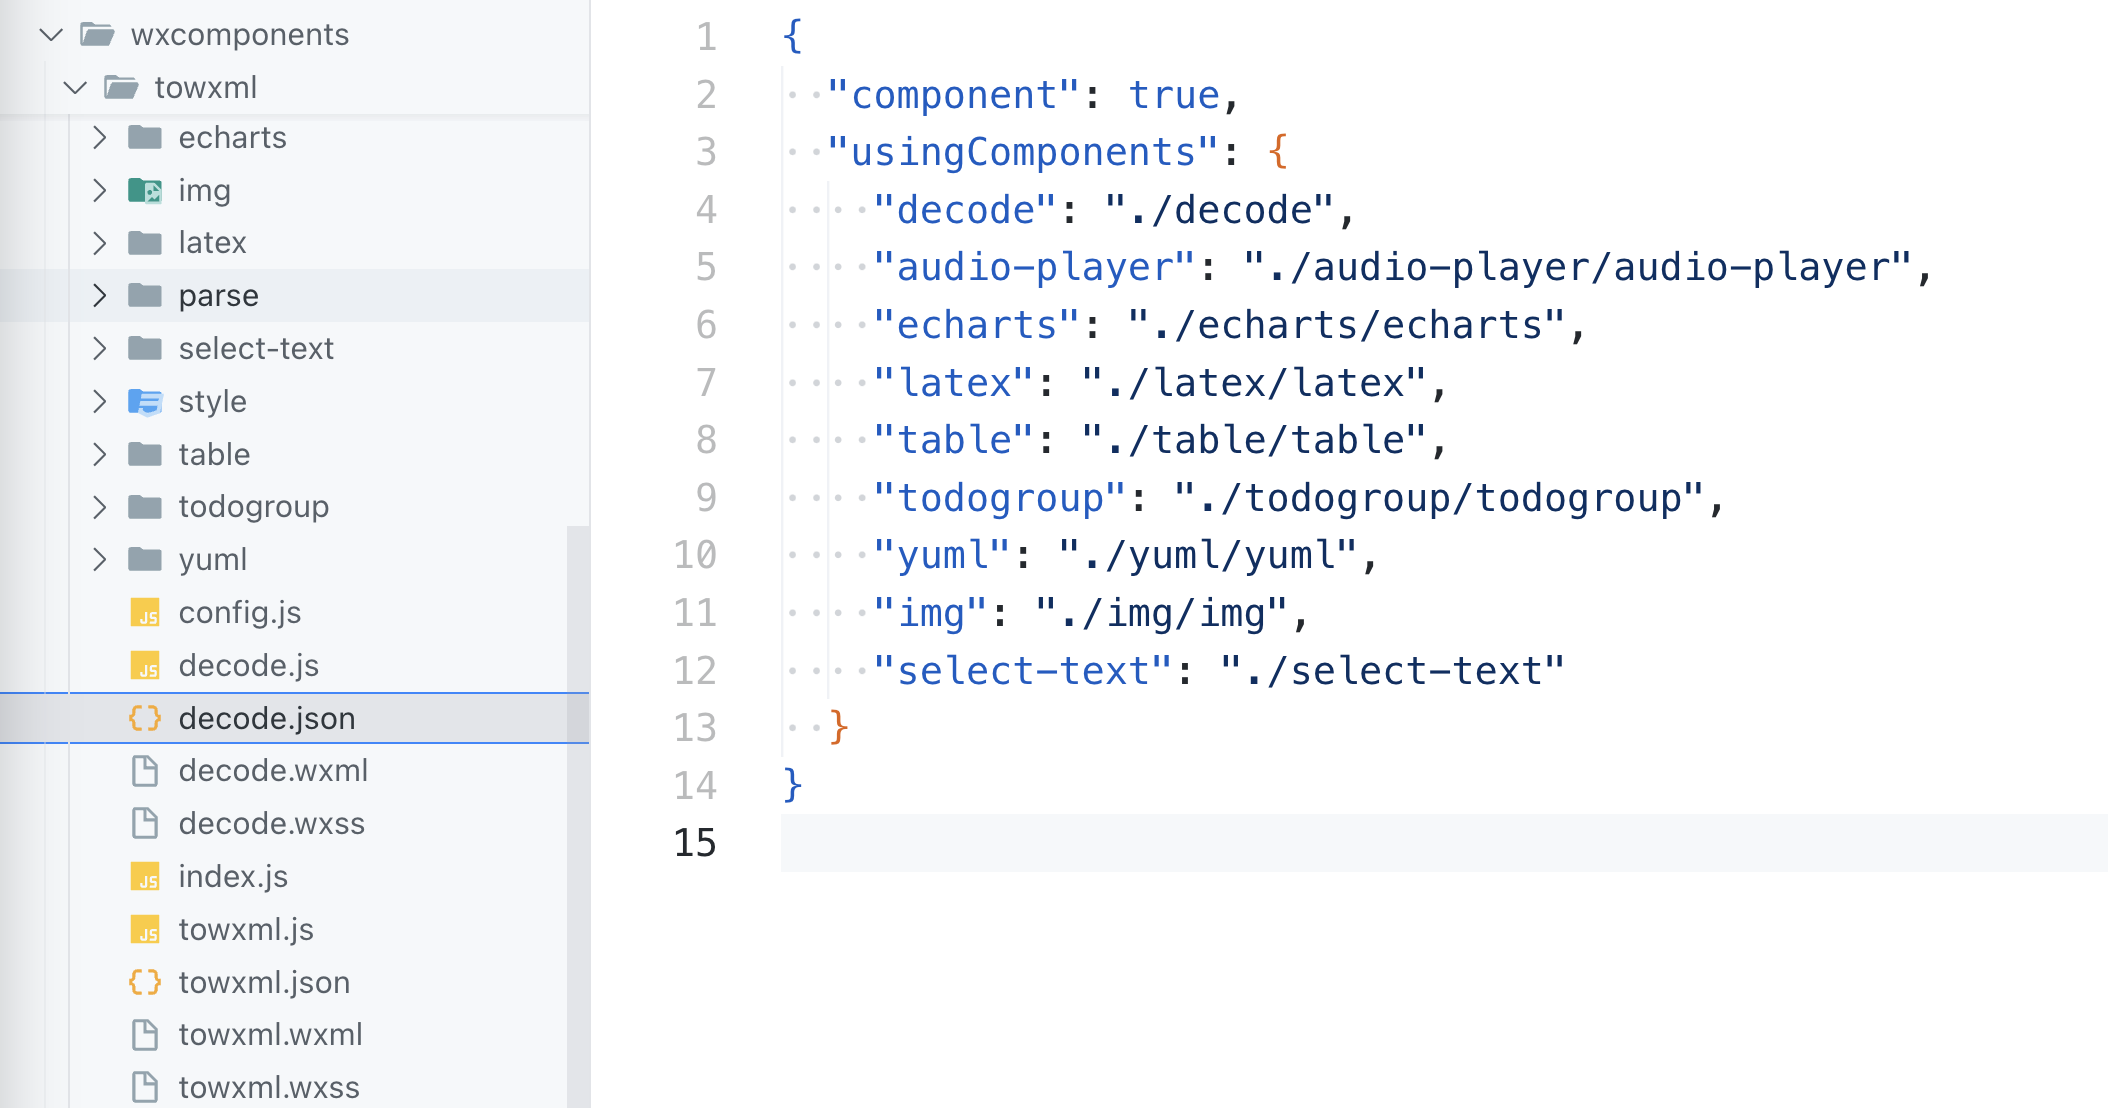 wxcomponents
towxml
echarts
img
latex
parse
select-text
style
table
todogroup
yuml
JS config.js
JS decode.js
{} decode.json
decode.wxml
decode.wxss
JS index.js
JS towxml.js
{} towxml.json
towxml.wxml
towxml.wxss
1 {
2 "component": true,
3 "usingComponents": {
4 "decode": "./decode",
5 "audio-player": "./audio-player/audio-player",
6 "echarts": "./echarts/echarts",
7 "latex": "./latex/latex",
8 "table": "./table/table",
9 "todogroup": "./todogroup/todogroup",
10 "yuml": "./yuml/yuml",
11 "img": "./img/img",
12 "select-text": "./select-text"
13 }
14 }
15